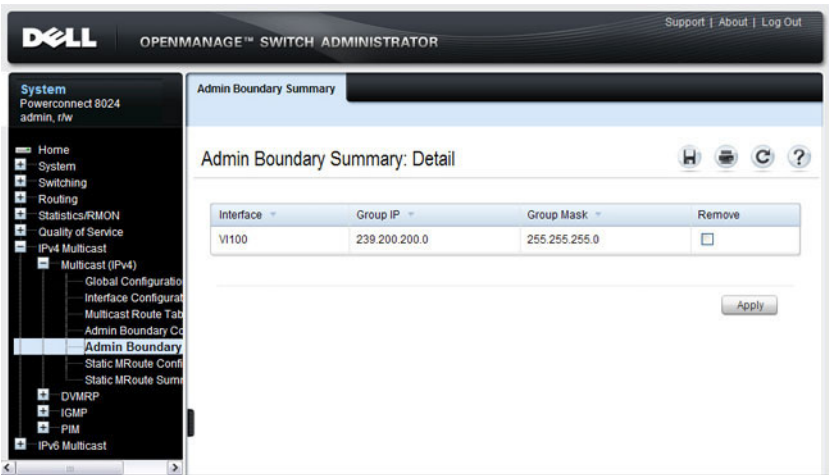 Support | About | Log Out
DELL
OPENMANAGE™ SWITCH ADMINISTRATOR
System
Powerconnect 8024
admin, r/w
Home
System
Switching
Routing
Statistics/RMON
Quality of Service
IPv4 Multicast
Multicast (IPv4)
Global Configuratio
Interface Configurat
Multicast Route Tab
Admin Boundary Co
Admin Boundary
Static MRoute Confi
Static MRoute Summ
DVMRP
IGMP
PIM
IPv6 Multicast
Admin Boundary Summary
Admin Boundary Summary: Detail
Interface Group IP Group Mask Remove
Vl100 239.200.200.0 255.255.255.0
Apply